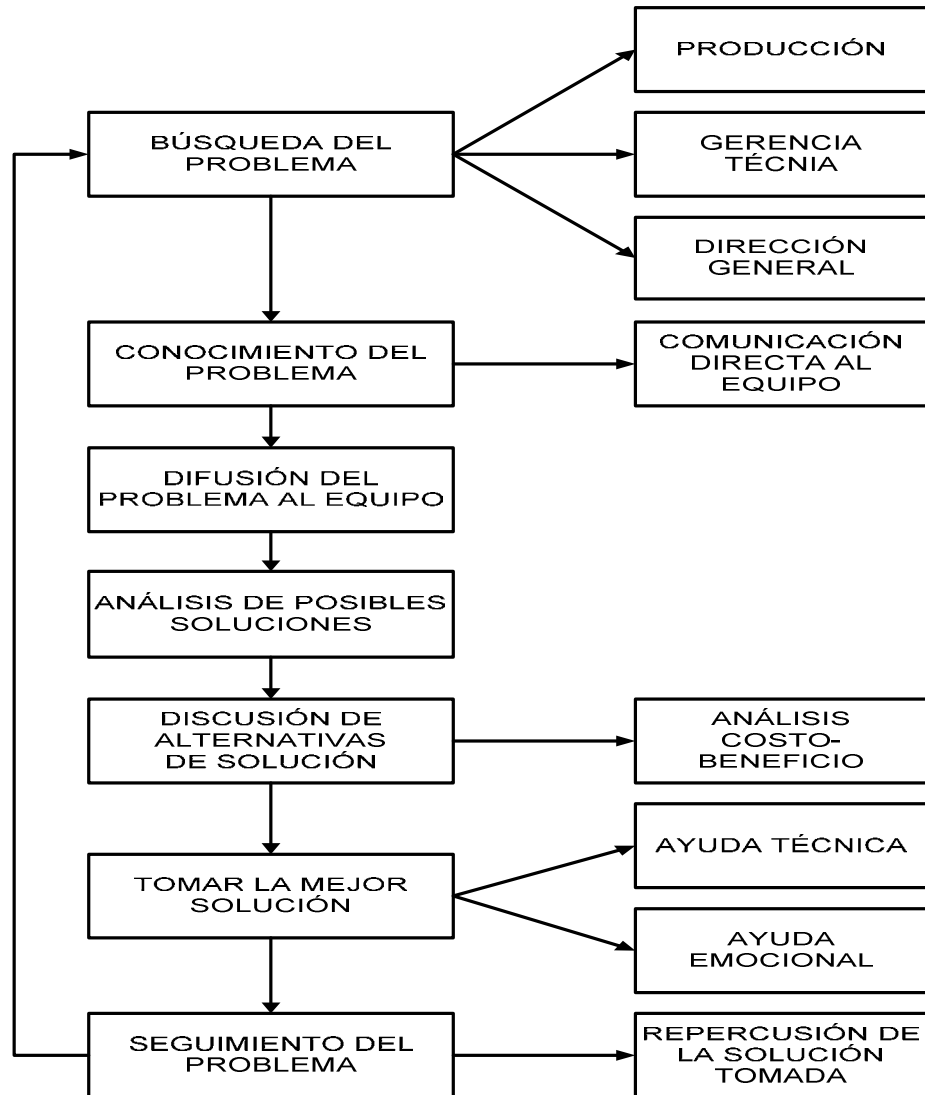 PRODUCCIÓN
BÚSQUEDA DEL
PROBLEMA
GERENCIA
TÉCNIA
DIRECCIÓN
GENERAL
CONOCIMIENTO DEL
PROBLEMA
COMUNICACIÓN
DIRECTA AL
EQUIPO
DIFUSIÓN DEL
PROBLEMA AL EQUIPO
ANÁLISIS DE POSIBLES
SOLUCIONES
DISCUSIÓN DE
ALTERNATIVAS
DE SOLUCIÓN
ANÁLISIS
COSTO-
BENEFICIO
TOMAR LA MEJOR
SOLUCIÓN
AYUDA TÉCNICA
AYUDA
EMOCIONAL
SEGUIMIENTO DEL
PROBLEMA
REPERCUSIÓN DE
LA SOLUCIÓN
TOMADA